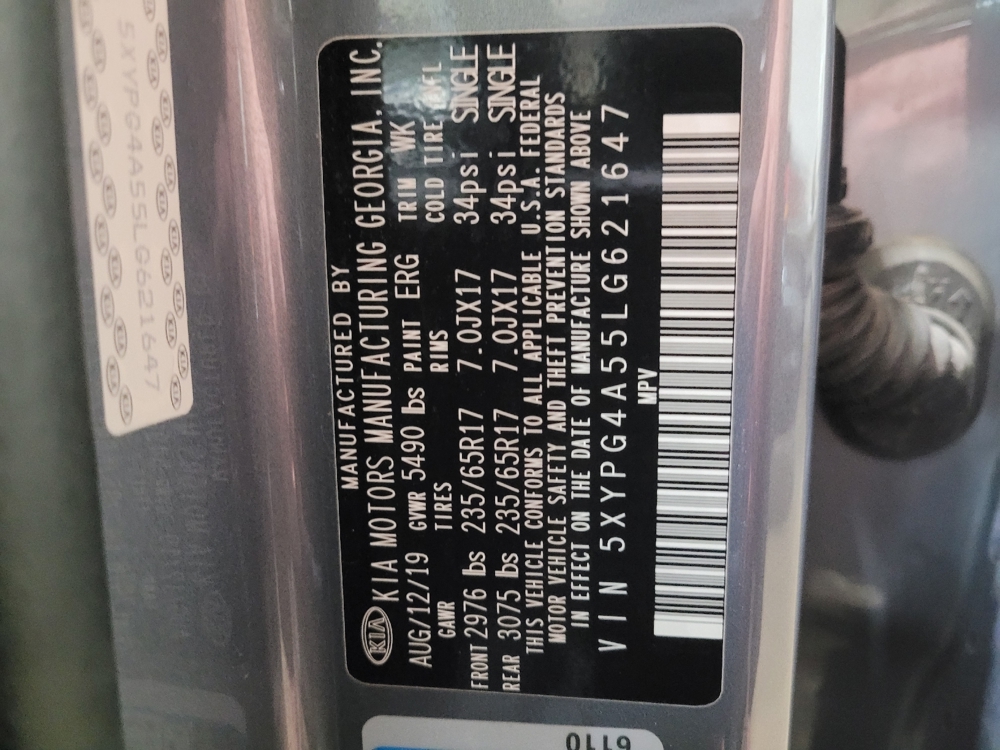 5XYPG4A55LG621647
MANUFACTURED BY
KIA KIA MOTORS MANUFACTURING GEORGIA, INC.
AUG/12/19 GVWR 5490 lbs PAINT ERG TRIM WK
GAWR TIRES RIMS COLD TIRE
FRONT 2976 lbs 235/65R17 7.0JX17 34psi SINGLE
REAR 3075 lbs 235/65R17 7.0JX17 34psi SINGLE
THIS VEHICLE CONFORMS TO ALL APPLICABLE U.S.A. FEDERAL
MOTOR VEHICLE SAFETY AND THEFT PREVENTION STANDARDS
IN EFFECT ON THE DATE OF MANUFACTURE SHOWN ABOVE
VIN 5XYPG4A55LG621647
MPV
6110